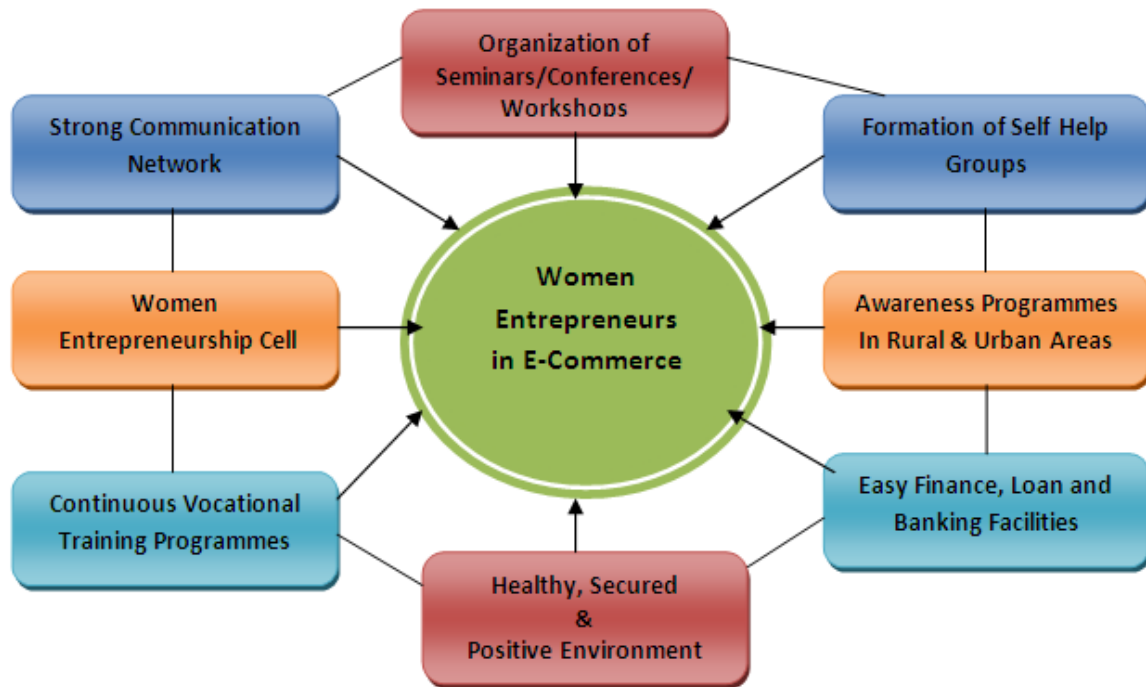 Organization of
Seminars/Conferences/
Workshops
Strong Communication
Network
Formation of Self Help
Groups
Women
Entrepreneurs
in E-Commerce
Women
Entrepreneurship Cell
Awareness Programmes
In Rural & Urban Areas
Continuous Vocational
Training Programmes
Easy Finance, Loan and
Banking Facilities
Healthy, Secured
&
Positive Environment